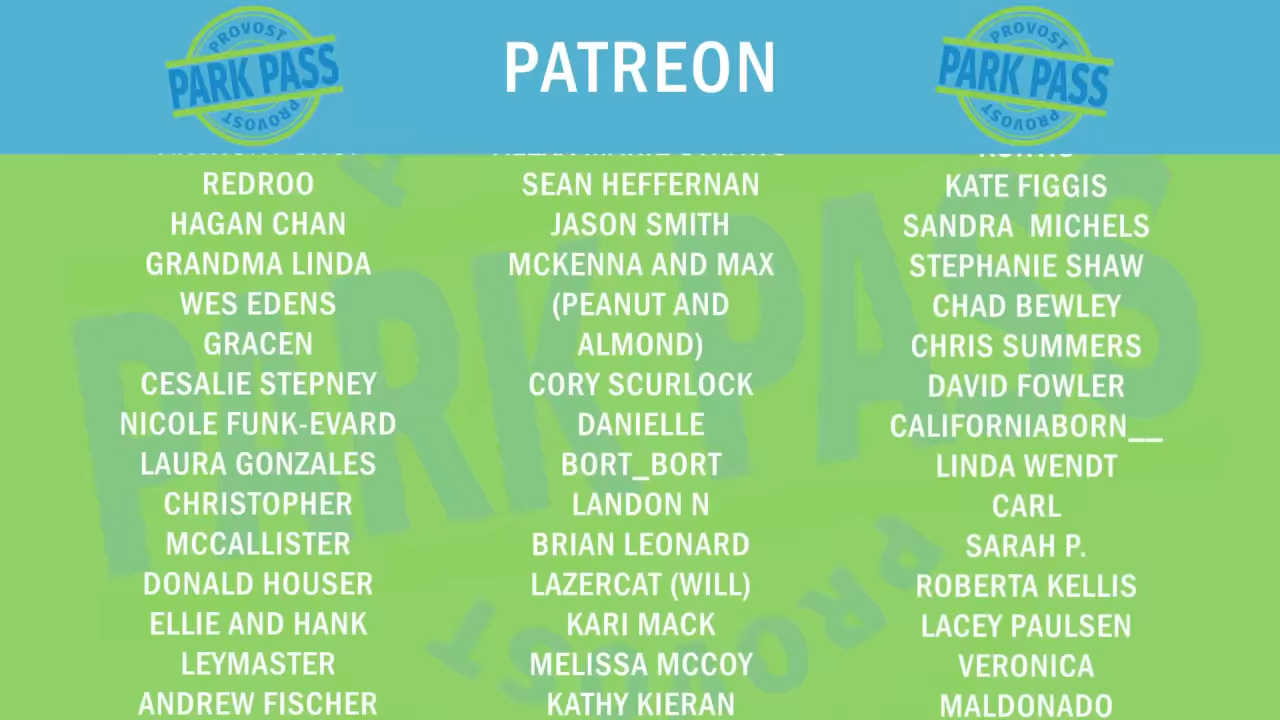 PROVOST
PARK PASS
PROVOST
PATREON
PROVOST
PARK PASS
PROVOST
REDROO
HAGAN CHAN
GRANDMA LINDA
WES EDENS
GRACEN
CESALIE STEPNEY
NICOLE FUNK-EVARD
LAURA GONZALES
CHRISTOPHER
MCCALLISTER
DONALD HOUSER
ELLIE AND HANK
LEYMASTER
ANDREW FISCHER
SEAN HEFFERNAN
JASON SMITH
MCKENNA AND MAX
(PEANUT AND
ALMOND)
CORY SCURLOCK
DANIELLE
BORT_BORT
LANDON N
BRIAN LEONARD
LAZERCAT (WILL)
KARI MACK
MELISSA MCCOY
KATHY KIERAN
KATE FIGGIS
SANDRA  MICHELS
STEPHANIE SHAW
CHAD BEWLEY
CHRIS SUMMERS
DAVID FOWLER
CALIFORNIABORN__
LINDA WENDT
CARL
SARAH P.
ROBERTA KELLIS
LACEY PAULSEN
VERONICA
MALDONADO
PARK PASS
PROVOST